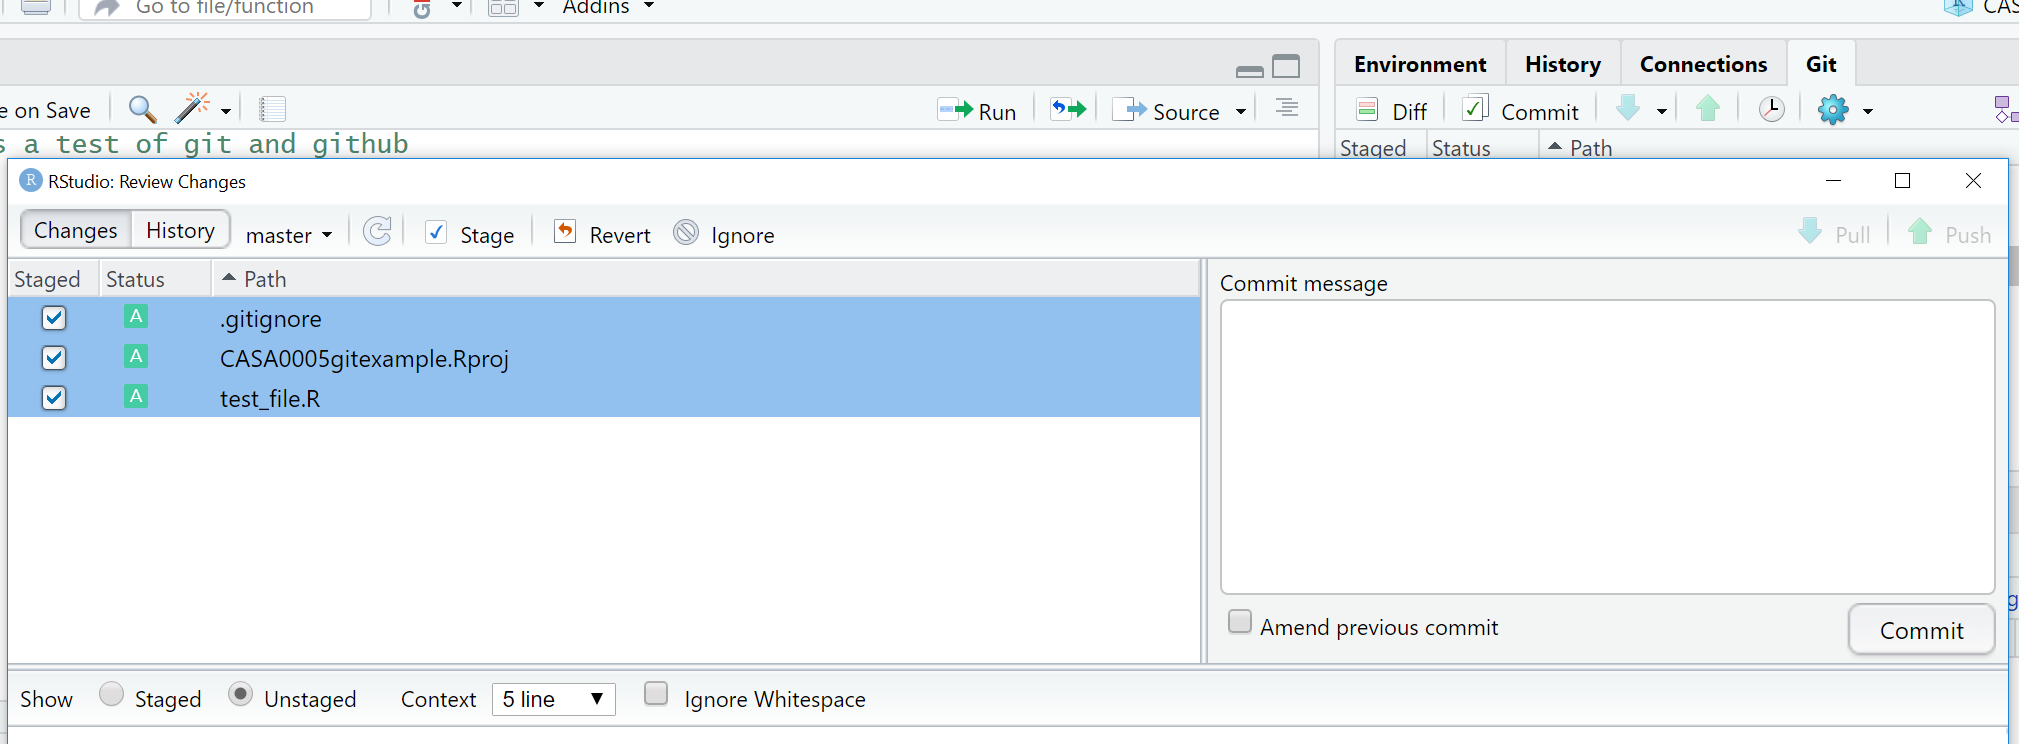 Go to file/function
Addins
CAS
Environment History Connections Git
e on Save Run Source Diff Commit
s a test of git and github
Staged Status Path
R RStudio: Review Changes
Changes History master Stage Revert Ignore Pull Push
Staged Status Path
Commit message
A .gitignore
A CASA0005gitexample.Rproj
A test_file.R
Amend previous commit
Commit
Show Staged Unstaged Context 5 line Ignore Whitespace